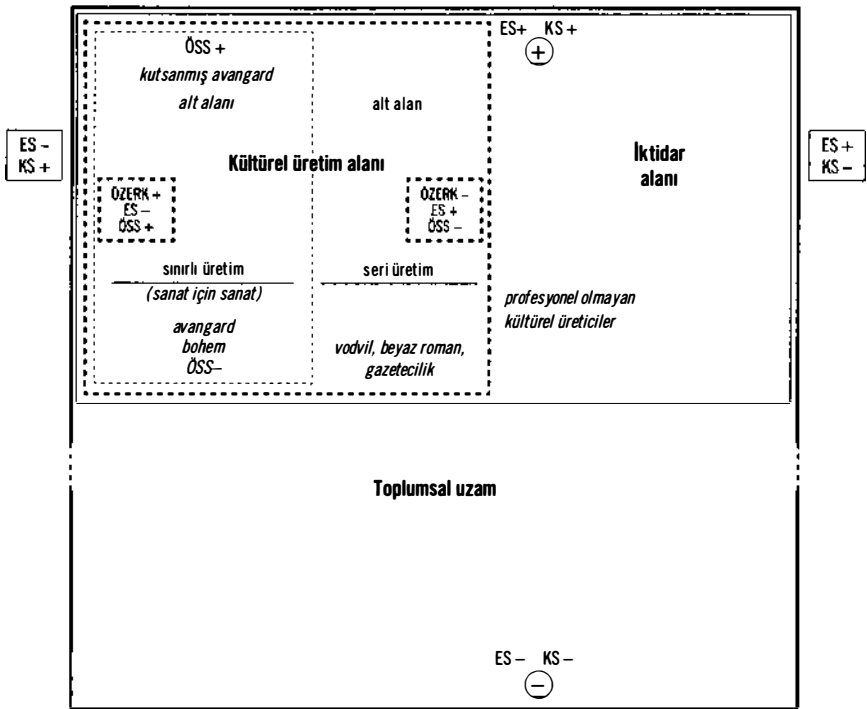 ES+ KS +
+
ÖSS +
kutsanmış avangard
alt alanı
alt alan
ES –
KS +
Kültürel üretim alanı
İktidar
alanı
ES +
KS –
ÖZERK +
ES –
ÖSS +
ÖZERK –
ES +
ÖSS –
sınırlı üretim
(sanat için sanat)
seri üretim
profesyonel olmayan
kültürel üreticiler
avangard
bohem
ÖSS–
vodvil, beyaz roman,
gazetecilik
Toplumsal uzam
ES – KS –
–